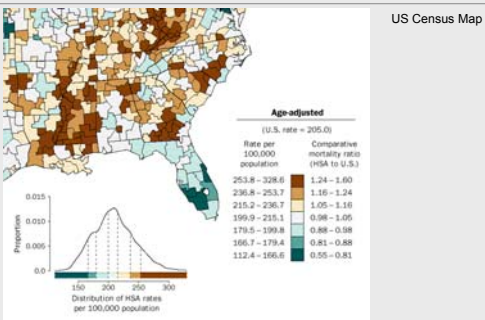 US Census Map
Age-adjusted
(U.S. rate = 205.0)
Rate per
100,000
population
Comparative
mortality ratio
(HSA to U.S.)
253.8 – 328.6 1.24 – 1.60
236.8 – 253.7 1.16 – 1.24
215.2 – 236.7 1.05 – 1.16
199.9 – 215.1 0.98 – 1.05
179.5 – 199.8 0.88 – 0.98
166.7 – 179.4 0.81 – 0.88
112.4 – 166.6 0.55 – 0.81
Proportion
0.015
0.010
0.005
0.0
150 200 250 300
Distribution of HSA rates
per 100,000 population